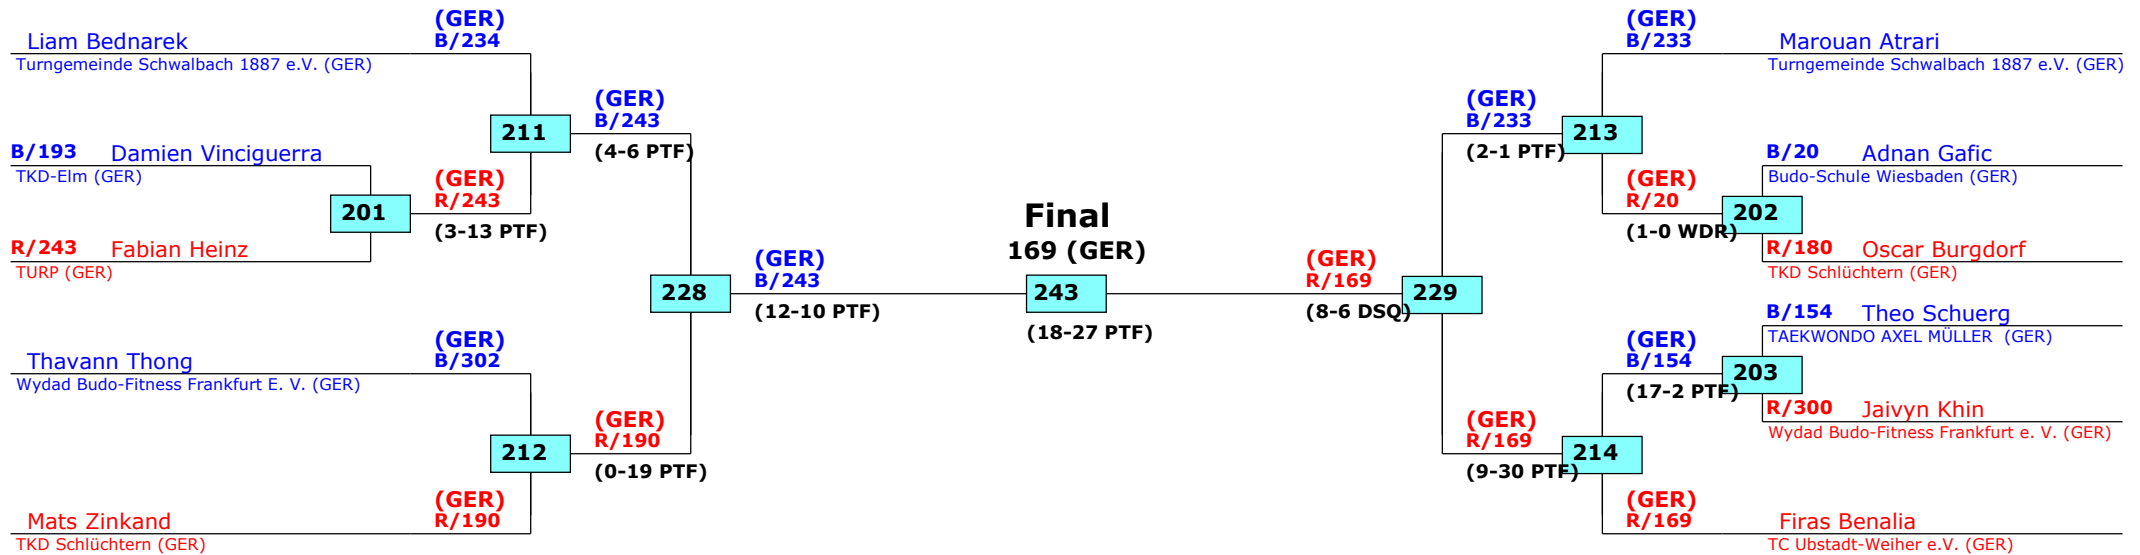 (GER)
B/234
Liam Bednarek
Turngemeinde Schwalbach 1887 e.V. (GER)
211
(GER)
B/243
(4-6 PTF)
B/193 Damien Vinciguerra
TKD-Elm (GER)
201
(GER)
R/243
(3-13 PTF)
R/243 Fabian Heinz
TURP (GER)
228
(GER)
B/243
(12-10 PTF)
(GER)
B/302
Thavann Thong
Wydad Budo-Fitness Frankfurt E. V. (GER)
212
(GER)
R/190
(0-19 PTF)
(GER)
R/190
Mats Zinkand
TKD Schlüchtern (GER)
Final
169 (GER)
243
(18-27 PTF)
(GER)
B/233
Marouan Atrari
Turngemeinde Schwalbach 1887 e.V. (GER)
(GER)
B/233
213
(2-1 PTF)
B/20 Adnan Gafic
Budo-Schule Wiesbaden (GER)
(GER)
R/20
202
(1-0 WDR)
R/180 Oscar Burgdorf
TKD Schlüchtern (GER)
(GER)
R/169
229
(8-6 DSQ)
B/154 Theo Schuerg
TAEKWONDO AXEL MÜLLER (GER)
(GER)
B/154
203
(17-2 PTF)
R/300 Jaivyn Khin
Wydad Budo-Fitness Frankfurt e. V. (GER)
(GER)
R/169
214
(9-30 PTF)
(GER)
R/169
Firas Benalia
TC Ubstadt-Weiher e.V. (GER)